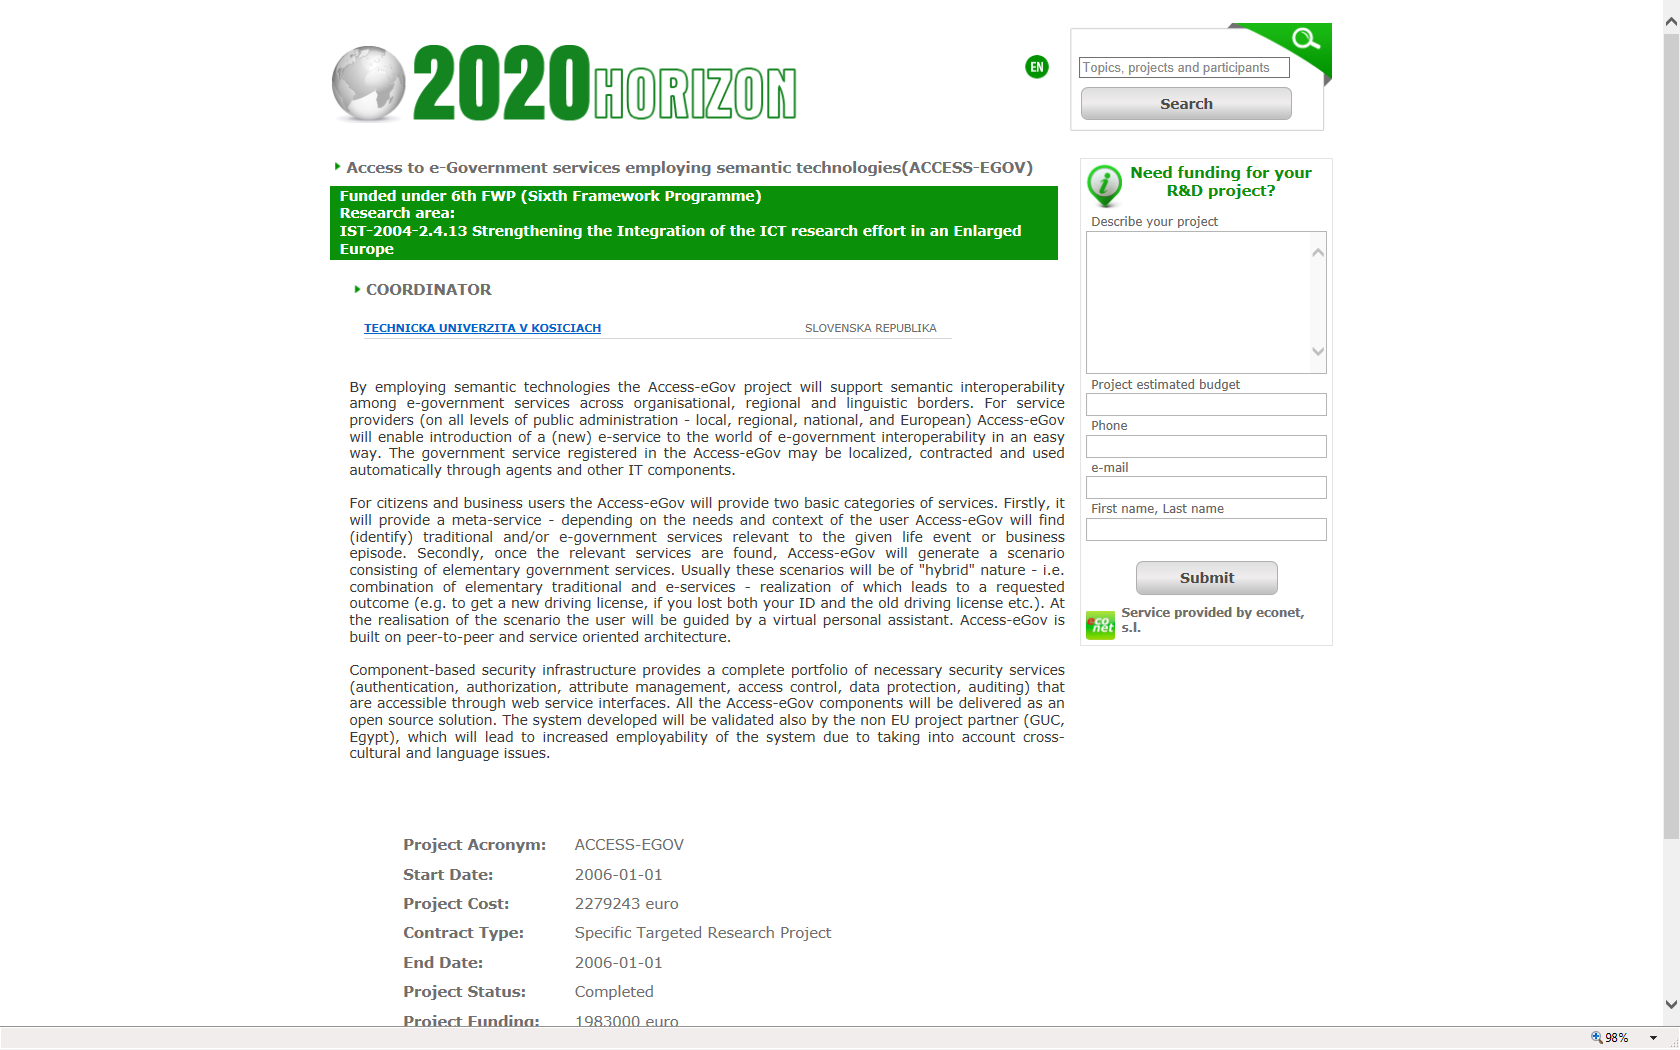 2020 HORIZON
EN
Topics, projects and participants
Search
Access to e-Government services employing semantic technologies(ACCESS-EGOV)
Funded under 6th FWP (Sixth Framework Programme)
Research area:
IST-2004-2.4.13 Strengthening the Integration of the ICT research effort in an Enlarged
Europe
COORDINATOR
TECHNICKA UNIVERZITA V KOSICIACH SLOVENSKA REPUBLIKA
By employing semantic technologies the Access-eGov project will support semantic interoperability
among e-government services across organisational, regional and linguistic borders. For service
providers (on all levels of public administration - local, regional, national, and European) Access-eGov
will enable introduction of a (new) e-service to the world of e-government interoperability in an easy
way. The government service registered in the Access-eGov may be localized, contracted and used
automatically through agents and other IT components.
For citizens and business users the Access-eGov will provide two basic categories of services. Firstly, it
will provide a meta-service - depending on the needs and context of the user Access-eGov will find
(identify) traditional and/or e-government services relevant to the given life event or business
episode. Secondly, once the relevant services are found, Access-eGov will generate a scenario
consisting of elementary government services. Usually these scenarios will be of "hybrid" nature - i.e.
combination of elementary traditional and e-services - realization of which leads to a requested
outcome (e.g. to get a new driving license, if you lost both your ID and the old driving license etc.). At
the realisation of the scenario the user will be guided by a virtual personal assistant. Access-eGov is
built on peer-to-peer and service oriented architecture.
Component-based security infrastructure provides a complete portfolio of necessary security services
(authentication, authorization, attribute management, access control, data protection, auditing) that
are accessible through web service interfaces. All the Access-eGov components will be delivered as an
open source solution. The system developed will be validated also by the non EU project partner (GUC,
Egypt), which will lead to increased employability of the system due to taking into account cross-
cultural and language issues.
Project Acronym: ACCESS-EGOV
Start Date: 2006-01-01
Project Cost: 2279243 euro
Contract Type: Specific Targeted Research Project
End Date: 2006-01-01
Project Status: Completed
Project Funding: 1983000 euro
Need funding for your
R&D project?
Describe your project
Project estimated budget
Phone
e-mail
First name, Last name
Submit
eco
net
Service provided by econet,
s.l.
98%